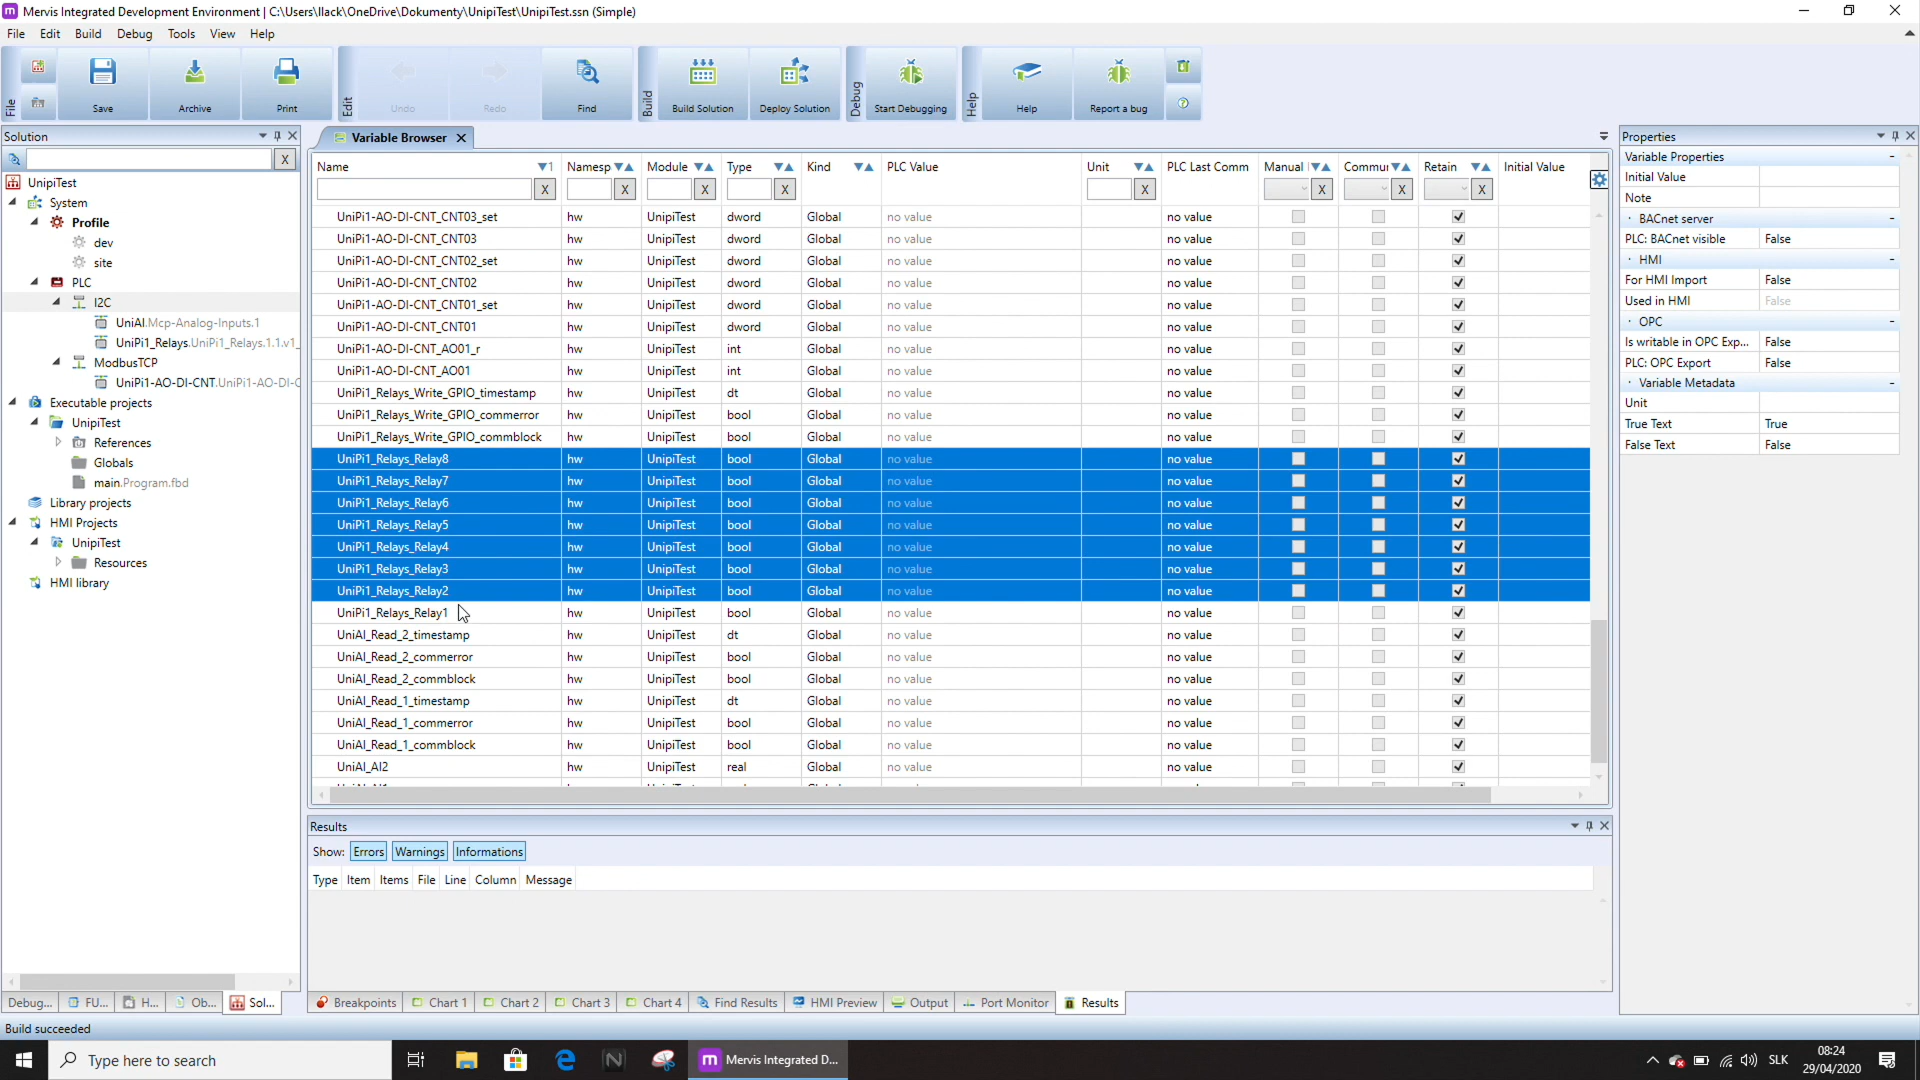 Mervis Integrated Development Environment | C:\Users\llack\OneDrive\Dokumenty\UnipiTest\UnipiTest.ssn (Simple)
File Edit Build Debug Tools View Help
File Save Archive Print Edit Undo Redo Find Build Build Solution Deploy Solution Debug Start Debugging Help Help Report a bug
Solution
X
UnipiTest
System
Profile
dev
site
PLC
I2C
UniAI.Mcp-Analog-Inputs.1
UniPi1_Relays.UniPi1_Relays.1.1.v1_
ModbusTCP
UniPi1-AO-DI-CNT.UniPi1-AO-DI-C
Executable projects
UnipiTest
References
Globals
main.Program.fbd
Library projects
HMI Projects
UnipiTest
Resources
HMI library
Debug... FU... H... Ob... Sol...
Variable Browser
Name 1 Namesp Module Type Kind PLC Value Unit PLC Last Comm Manual Commu Retain Initial Value
X X X X X X X X
UniPi1-AO-DI-CNT_CNT03_set hw UnipiTest dword Global no value no value
UniPi1-AO-DI-CNT_CNT03 hw UnipiTest dword Global no value no value
UniPi1-AO-DI-CNT_CNT02_set hw UnipiTest dword Global no value no value
UniPi1-AO-DI-CNT_CNT02 hw UnipiTest dword Global no value no value
UniPi1-AO-DI-CNT_CNT01_set hw UnipiTest dword Global no value no value
UniPi1-AO-DI-CNT_CNT01 hw UnipiTest dword Global no value no value
UniPi1-AO-DI-CNT_AO01_r hw UnipiTest int Global no value no value
UniPi1-AO-DI-CNT_AO01 hw UnipiTest int Global no value no value
UniPi1_Relays_Write_GPIO_timestamp hw UnipiTest dt Global no value no value
UniPi1_Relays_Write_GPIO_commerror hw UnipiTest bool Global no value no value
UniPi1_Relays_Write_GPIO_commblock hw UnipiTest bool Global no value no value
UniPi1_Relays_Relay8 hw UnipiTest bool Global no value no value
UniPi1_Relays_Relay7 hw UnipiTest bool Global no value no value
UniPi1_Relays_Relay6 hw UnipiTest bool Global no value no value
UniPi1_Relays_Relay5 hw UnipiTest bool Global no value no value
UniPi1_Relays_Relay4 hw UnipiTest bool Global no value no value
UniPi1_Relays_Relay3 hw UnipiTest bool Global no value no value
UniPi1_Relays_Relay2 hw UnipiTest bool Global no value no value
UniPi1_Relays_Relay1 hw UnipiTest bool Global no value no value
UniAI_Read_2_timestamp hw UnipiTest dt Global no value no value
UniAI_Read_2_commerror hw UnipiTest bool Global no value no value
UniAI_Read_2_commblock hw UnipiTest bool Global no value no value
UniAI_Read_1_timestamp hw UnipiTest dt Global no value no value
UniAI_Read_1_commerror hw UnipiTest bool Global no value no value
UniAI_Read_1_commblock hw UnipiTest bool Global no value no value
UniAI_AI2 hw UnipiTest real Global no value no value
Results
Show: Errors Warnings Informations
Type Item Items File Line Column Message
Breakpoints Chart 1 Chart 2 Chart 3 Chart 4 Find Results HMI Preview Output Port Monitor Results
Properties
Variable Properties
Initial Value
Note
BACnet server
PLC: BACnet visible False
HMI
For HMI Import False
Used in HMI False
OPC
Is writable in OPC Exp... False
PLC: OPC Export False
Variable Metadata
Unit
True Text True
False Text False
Build succeeded
Type here to search
Mervis Integrated D...
SLK
08:24
29/04/2020